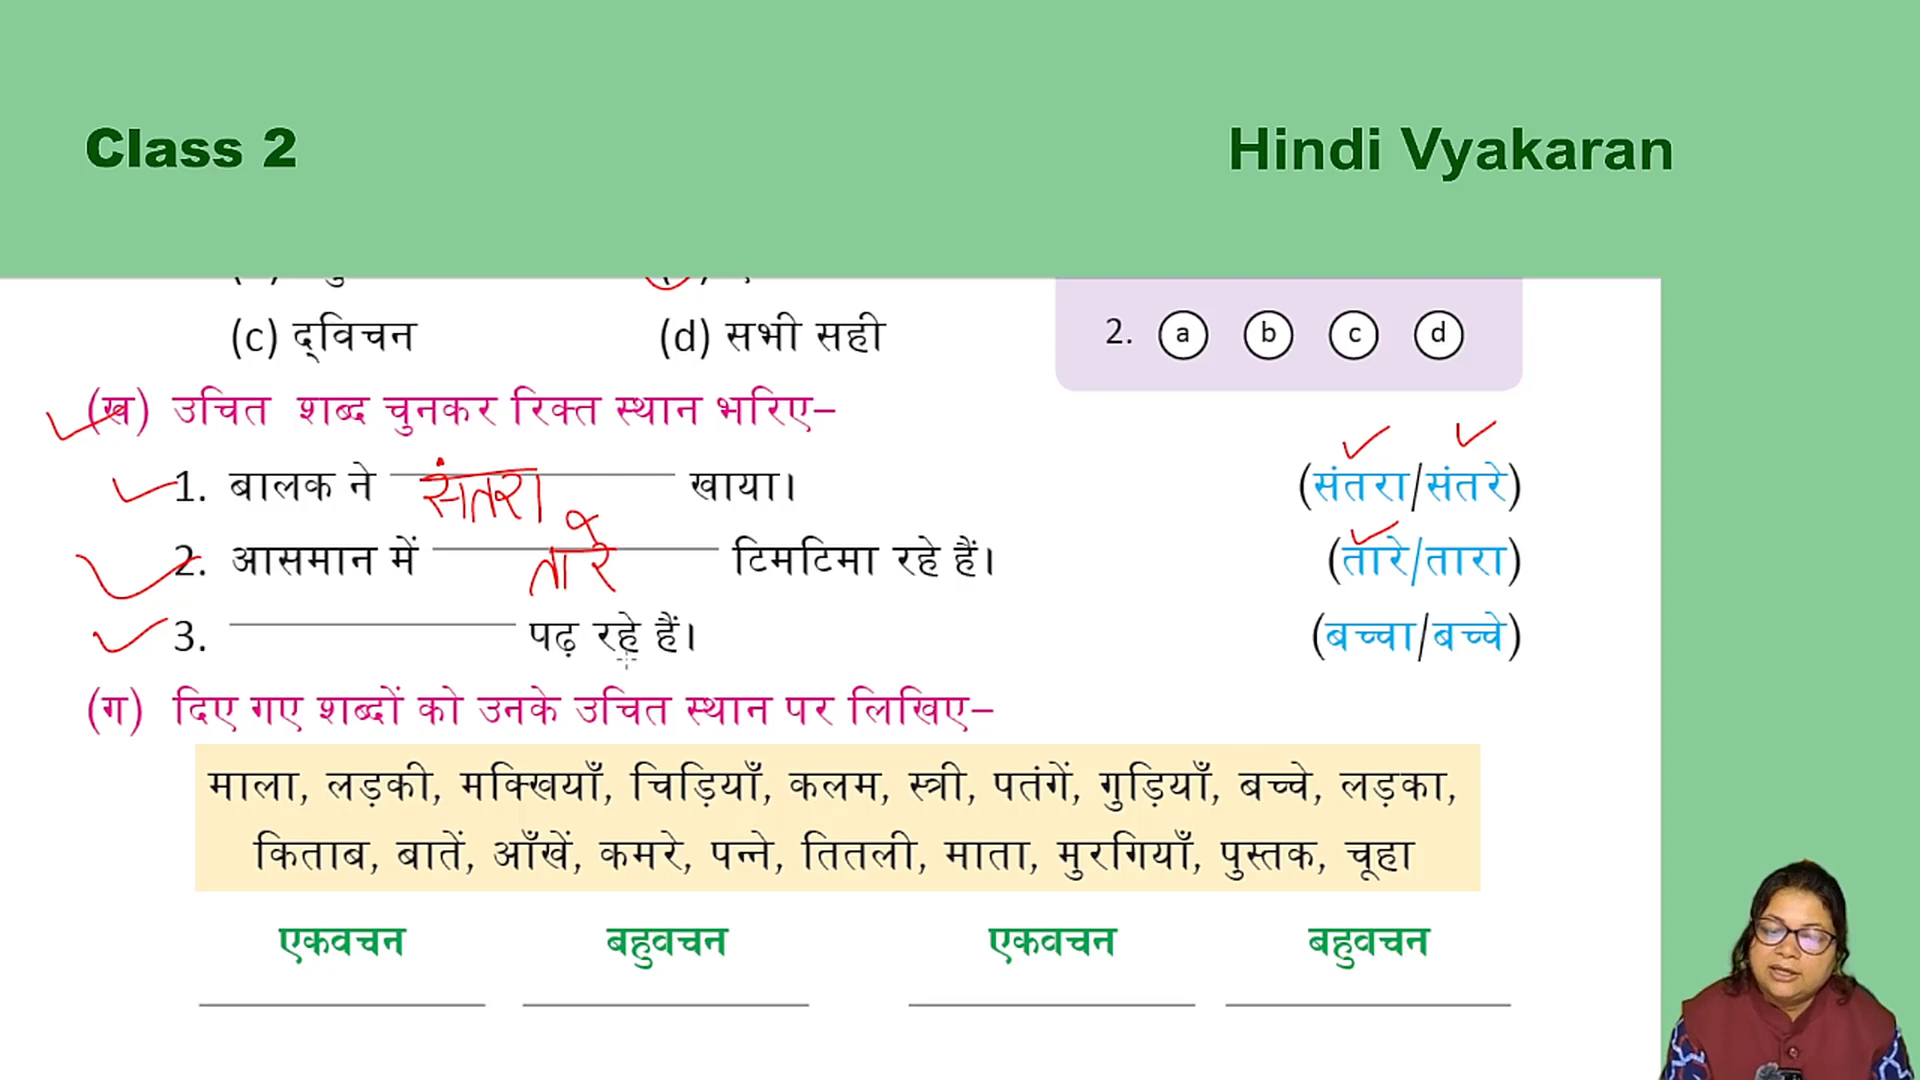 Class 2
Hindi Vyakaran
(c) द्विचन
(d) सभी सही
2. a b c d
(ख) उचित शब्द चुनकर रिक्त स्थान भरिए–
1. बालक ने संतरा खाया। (संतरा/संतरे)
2. आसमान में तारे टिमटिमा रहे हैं। (तारे/तारा)
3. पढ़ रहे हैं। (बच्चा/बच्चे)
(ग) दिए गए शब्दों को उनके उचित स्थान पर लिखिए–
माला, लड़की, मक्खियाँ, चिड़ियाँ, कलम, स्त्री, पतंगें, गुड़ियाँ, बच्चे, लड़का,
किताब, बातें, आँखें, कमरे, पन्ने, तितली, माता, मुरगियाँ, पुस्तक, चूहा
एकवचन बहुवचन एकवचन बहुवचन